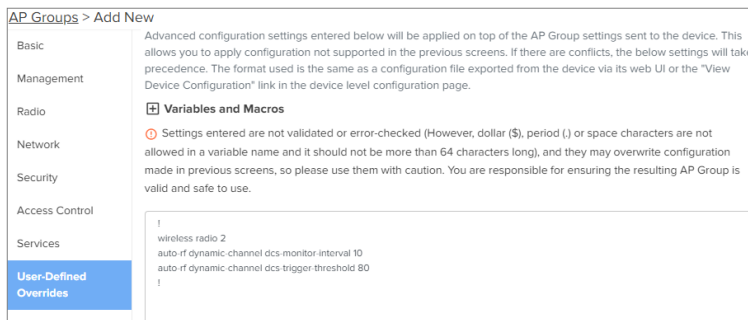 AP Groups > Add New
Basic
Management
Radio
Network
Security
Access Control
Services
User-Defined
Overrides
Advanced configuration settings entered below will be applied on top of the AP Group settings sent to the device. This
allows you to apply configuration not supported in the previous screens. If there are conflicts, the below settings will take
precedence. The format used is the same as a configuration file exported from the device via its web UI or the "View
Device Configuration" link in the device level configuration page.
Variables and Macros
Settings entered are not validated or error-checked (However, dollar ($), period (.) or space characters are not
allowed in a variable name and it should not be more than 64 characters long), and they may overwrite configuration
made in previous screens, so please use them with caution. You are responsible for ensuring the resulting AP Group is
valid and safe to use.
!
wireless radio 2
auto-rf dynamic-channel dcs-monitor-interval 10
auto-rf dynamic-channel dcs-trigger-threshold 80
!